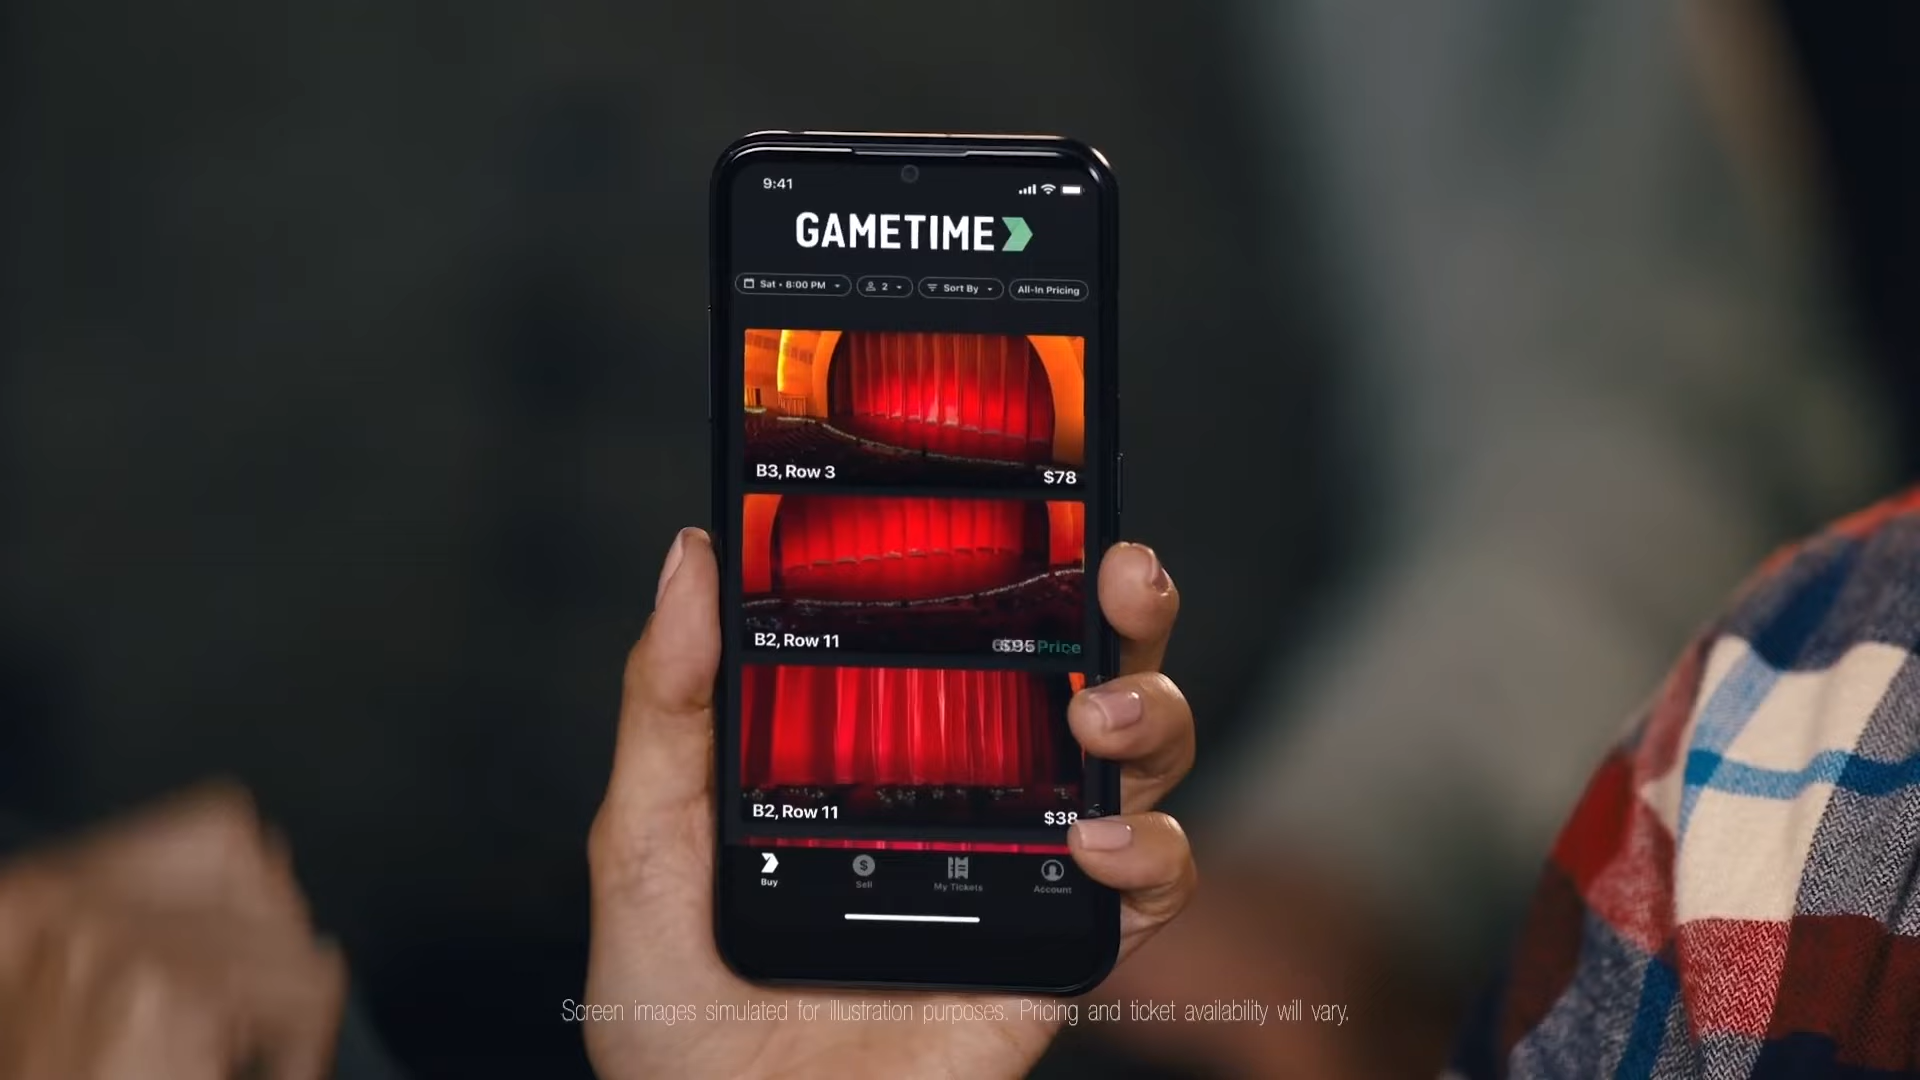 9:41
GAMETIME
Sat • 8:00 PM 2 Sort By All-In Pricing
B3, Row 3 $78
B2, Row 11 $95 Price
B2, Row 11 $38
Buy Sell My Tickets Account
Screen images simulated for illustration purposes. Pricing and ticket availability will vary.